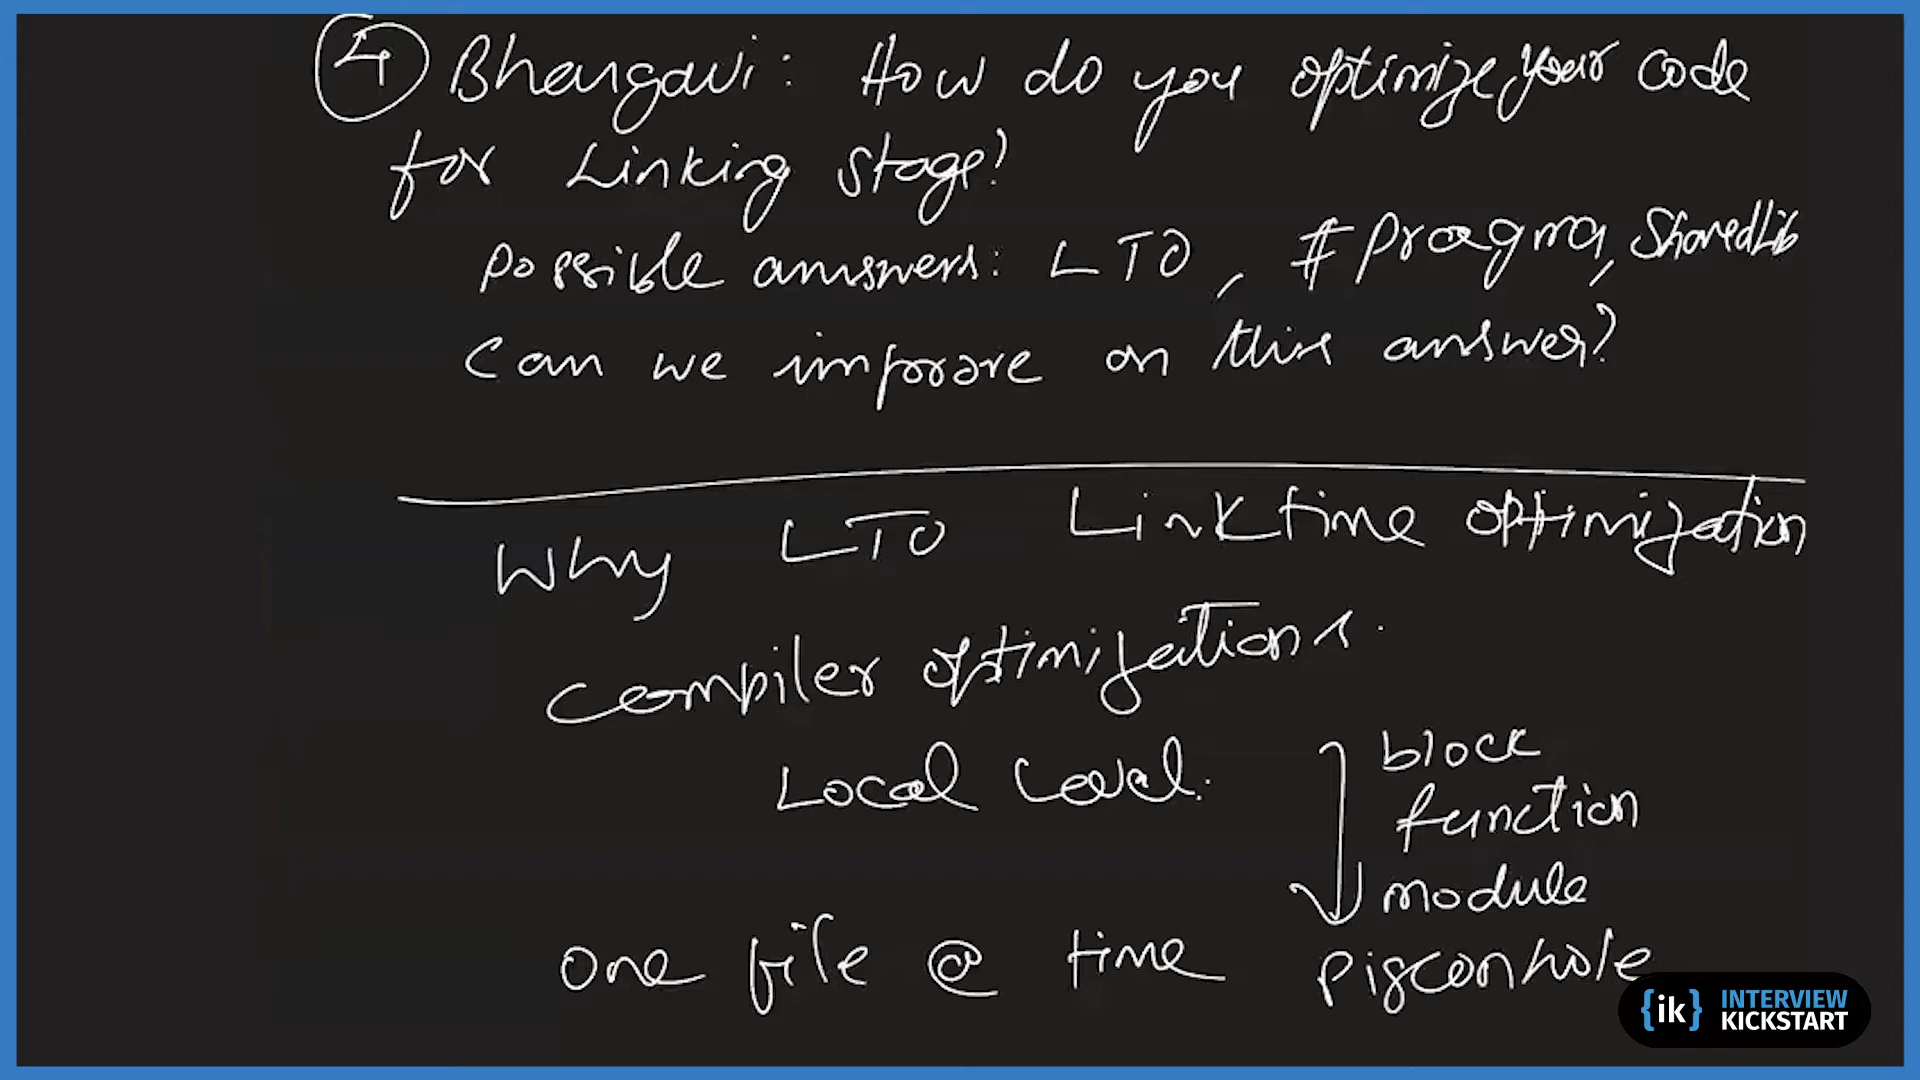 4 Bhargavi: How do you optimize your code
for Linking stage?
possible answers: LTO, #pragma, SharedLib
Can we improve on this answer?
Why LTO Linktime optimization
Compiler optimizations.
Local Level.
block
function
module
one file @ time
pigeonhole
{ik} INTERVIEW
KICKSTART